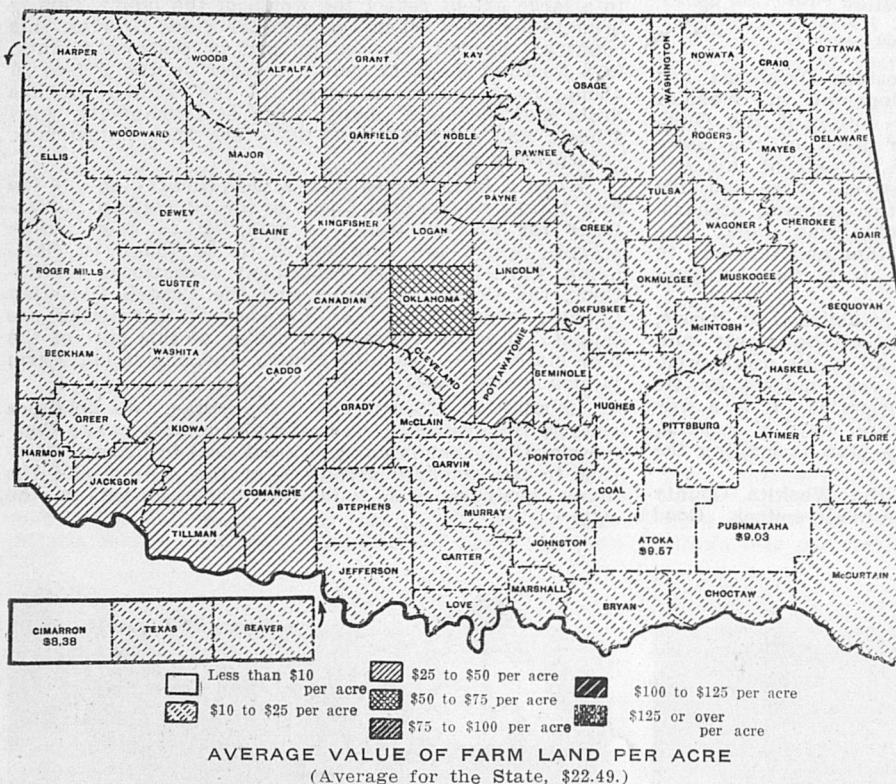 HARPER
WOODS
ALFALFA
GRANT
KAY
OSAGE
WASHINGTON
NOWATA
CRAIG
OTTAWA
ELLIS
WOODWARD
MAJOR
GARFIELD
NOBLE
PAWNEE
ROGERS
MAYES
DELAWARE
DEWEY
BLAINE
KINGFISHER
LOGAN
PAYNE
CREEK
TULSA
WAGONER
CHEROKEE
ADAIR
ROGER MILLS
CUSTER
CANADIAN
OKLAHOMA
LINCOLN
OKFUSKEE
OKMULGEE
MUSKOGEE
SEQUOYAH
BECKHAM
WASHITA
CADDO
GRADY
CLEVELAND
McCLAIN
POTTAWATOMIE
SEMINOLE
HUGHES
McINTOSH
HASKELL
GREER
KIOWA
HARMON
JACKSON
TILLMAN
COMANCHE
STEPHENS
GARVIN
PONTOTOC
PITTSBURG
LATIMER
LE FLORE
MURRAY
COAL
JEFFERSON
CARTER
JOHNSTON
ATOKA
$9.57
PUSHMATAHA
$9.03
McCURTAIN
LOVE
MARSHALL
BRYAN
CHOCTAW
CIMARRON
$8.38
TEXAS
BEAVER
Less than $10
per acre
$10 to $25 per acre
$25 to $50 per acre
$50 to $75 per acre
$75 to $100 per acre
$100 to $125 per acre
$125 or over
per acre
AVERAGE VALUE OF FARM LAND PER ACRE
(Average for the State, $22.49.)